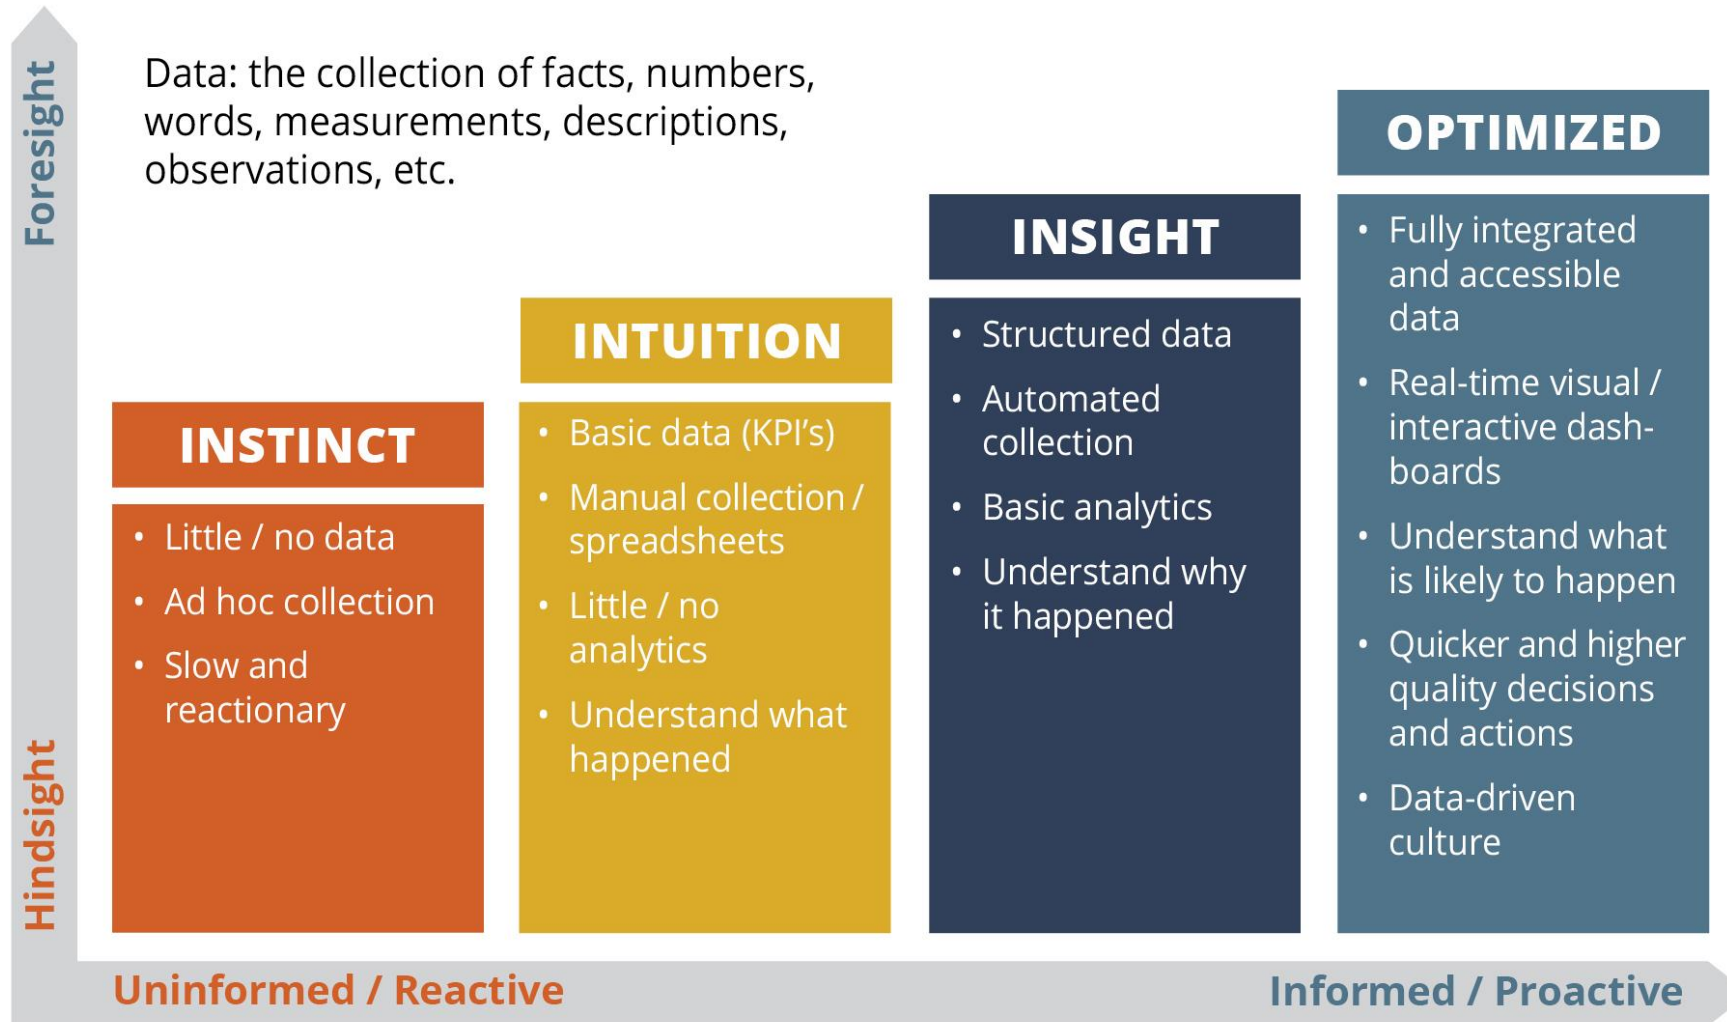 Foresight
Hindsight
Data: the collection of facts, numbers,
words, measurements, descriptions,
observations, etc.
INSTINCT
• Little / no data
• Ad hoc collection
• Slow and
reactionary
INTUITION
• Basic data (KPI’s)
• Manual collection /
spreadsheets
• Little / no
analytics
• Understand what
happened
INSIGHT
• Structured data
• Automated
collection
• Basic analytics
• Understand why
it happened
OPTIMIZED
• Fully integrated
and accessible
data
• Real-time visual /
interactive dash-
boards
• Understand what
is likely to happen
• Quicker and higher
quality decisions
and actions
• Data-driven
culture
Uninformed / Reactive
Informed / Proactive